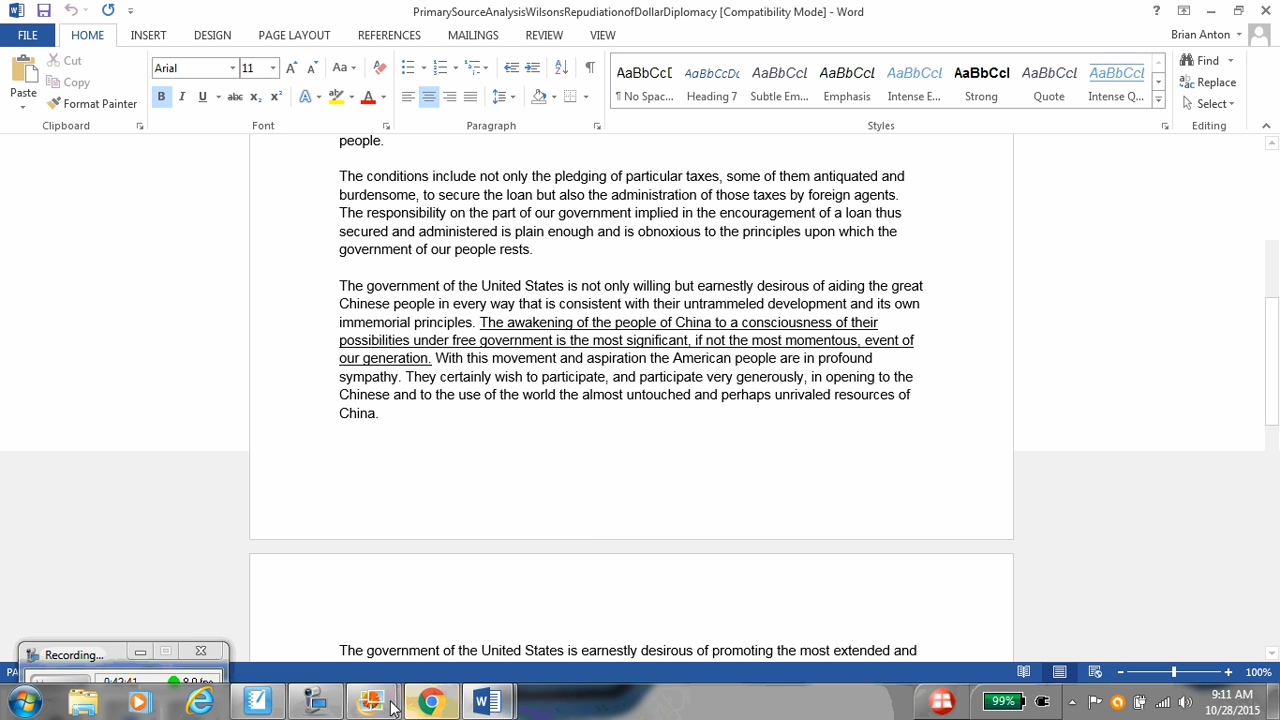 PrimarySourceAnalysisWilsonsRepudiationofDollarDiplomacy [Compatibility Mode] - Word
FILE HOME INSERT DESIGN PAGE LAYOUT REFERENCES MAILINGS REVIEW VIEW Brian Anton
Paste
Cut
Copy
Format Painter
Clipboard
Arial 11
Font
Paragraph
AaBbCcD AaBbCcDc AaBbCcl AaBbCcl AaBbCcl AaBbCcl AaBbCcl AaBbCcl
¶ No Spac... Heading 7 Subtle Em... Emphasis Intense E... Strong Quote Intense Q...
Styles
Find
Replace
Select
Editing
people.
The conditions include not only the pledging of particular taxes, some of them antiquated and
burdensome, to secure the loan but also the administration of those taxes by foreign agents.
The responsibility on the part of our government implied in the encouragement of a loan thus
secured and administered is plain enough and is obnoxious to the principles upon which the
government of our people rests.
The government of the United States is not only willing but earnestly desirous of aiding the great
Chinese people in every way that is consistent with their untrammeled development and its own
immemorial principles. The awakening of the people of China to a consciousness of their
possibilities under free government is the most significant, if not the most momentous, event of
our generation. With this movement and aspiration the American people are in profound
sympathy. They certainly wish to participate, and participate very generously, in opening to the
Chinese and to the use of the world the almost untouched and perhaps unrivaled resources of
China.
The government of the United States is earnestly desirous of promoting the most extended and
Recording...
PA
100%
99%
9:11 AM
10/28/2015